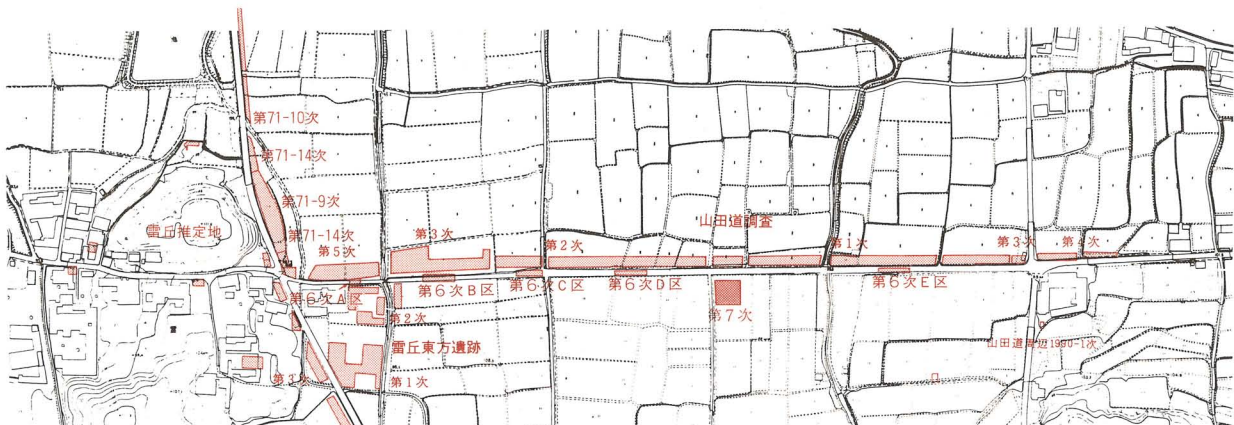 第71-10次
第71-14次
第71-9次
雷丘推定地
第71-14次
第5次
第3次
第2次
山田道調査
第1次
第3次
第4次
第6次A区
第6次B区
第6次C区
第6次D区
第6次E区
第7次
第2次
雷丘東方遺跡
山田道周辺1990-1次
第3次
第1次